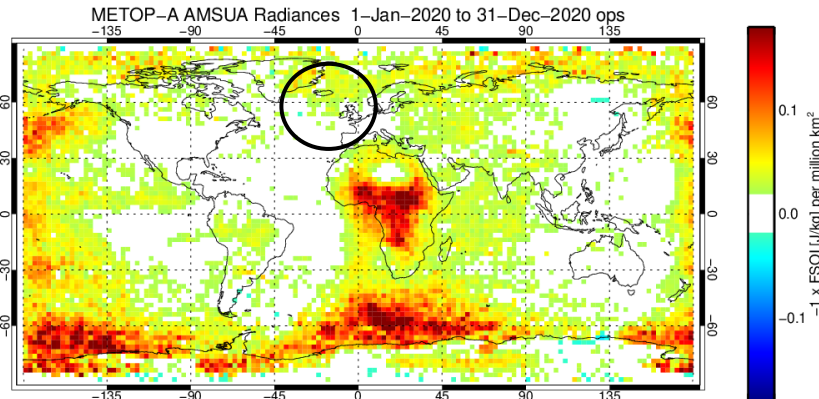 METOP−A AMSUA Radiances 1−Jan−2020 to 31−Dec−2020 ops
−135 −90 −45 0 45 90 135
60 60
30 30
0 0
−30 −30
−60 −60
−135 −90 −45 0 45 90 135
0.1
0.0
−0.1
−1 x FSOI [J/kg] per million km²